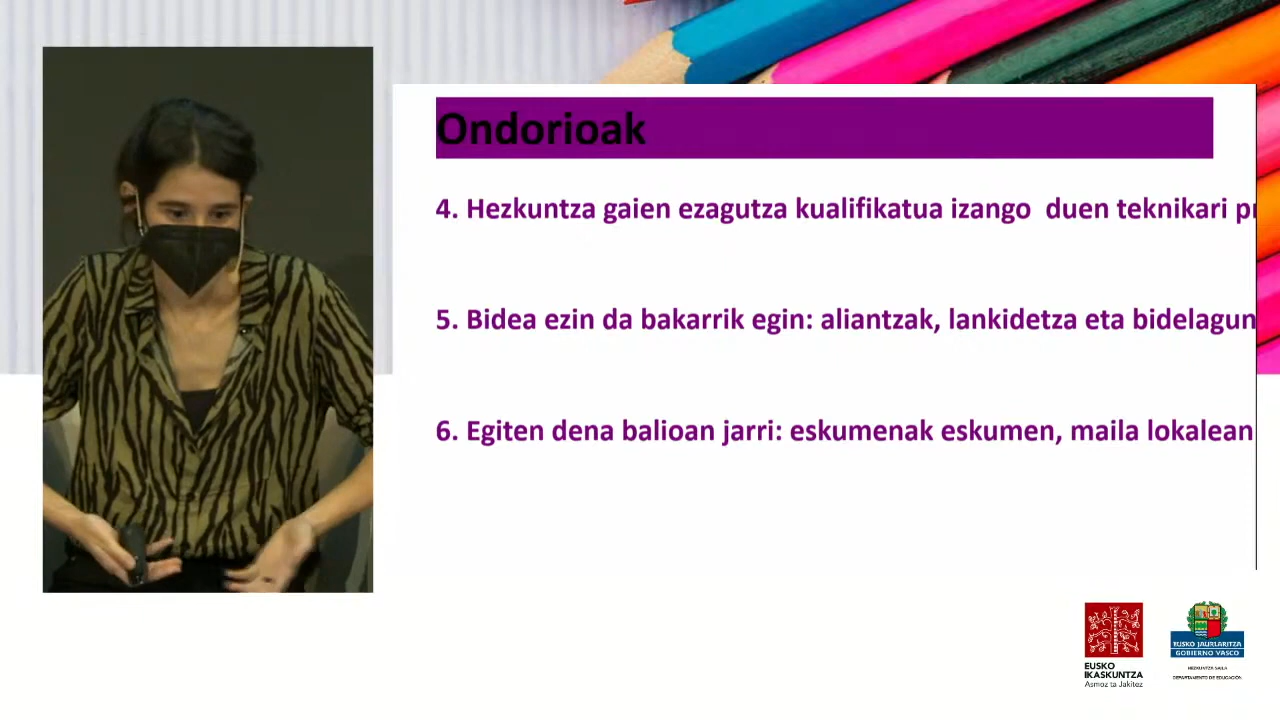 Ondorioak
4. Hezkuntza gaien ezagutza kualifikatua izango duen teknikari
5. Bidea ezin da bakarrik egin: aliantzak, lankidetza eta bidelagun
6. Egiten dena balioan jarri: eskumenak eskumen, maila lokalean
EUSKO
IKASKUNTZA
Asmoz ta Jakitez
EUSKO JAURLARITZA
GOBIERNO VASCO
HEZKUNTZA SAILA
DEPARTAMENTO DE EDUCACIÓN